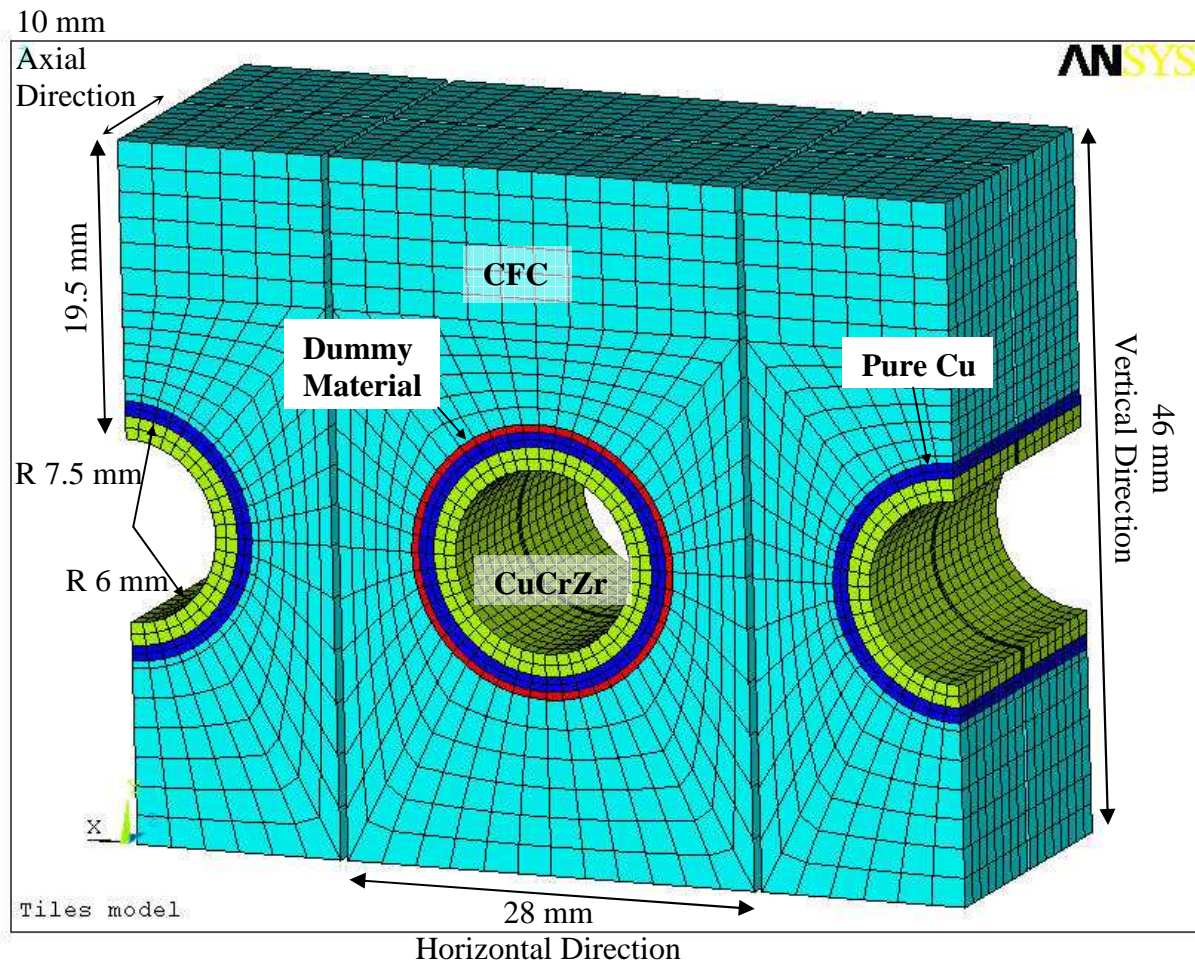 10 mm
Axial
Direction
ANSYS
19.5 mm
CFC
Dummy
Material
Pure Cu
Vertical Direction
46 mm
R 7.5 mm
R 6 mm
CuCrZr
Y
X
Tiles model
28 mm
Horizontal Direction